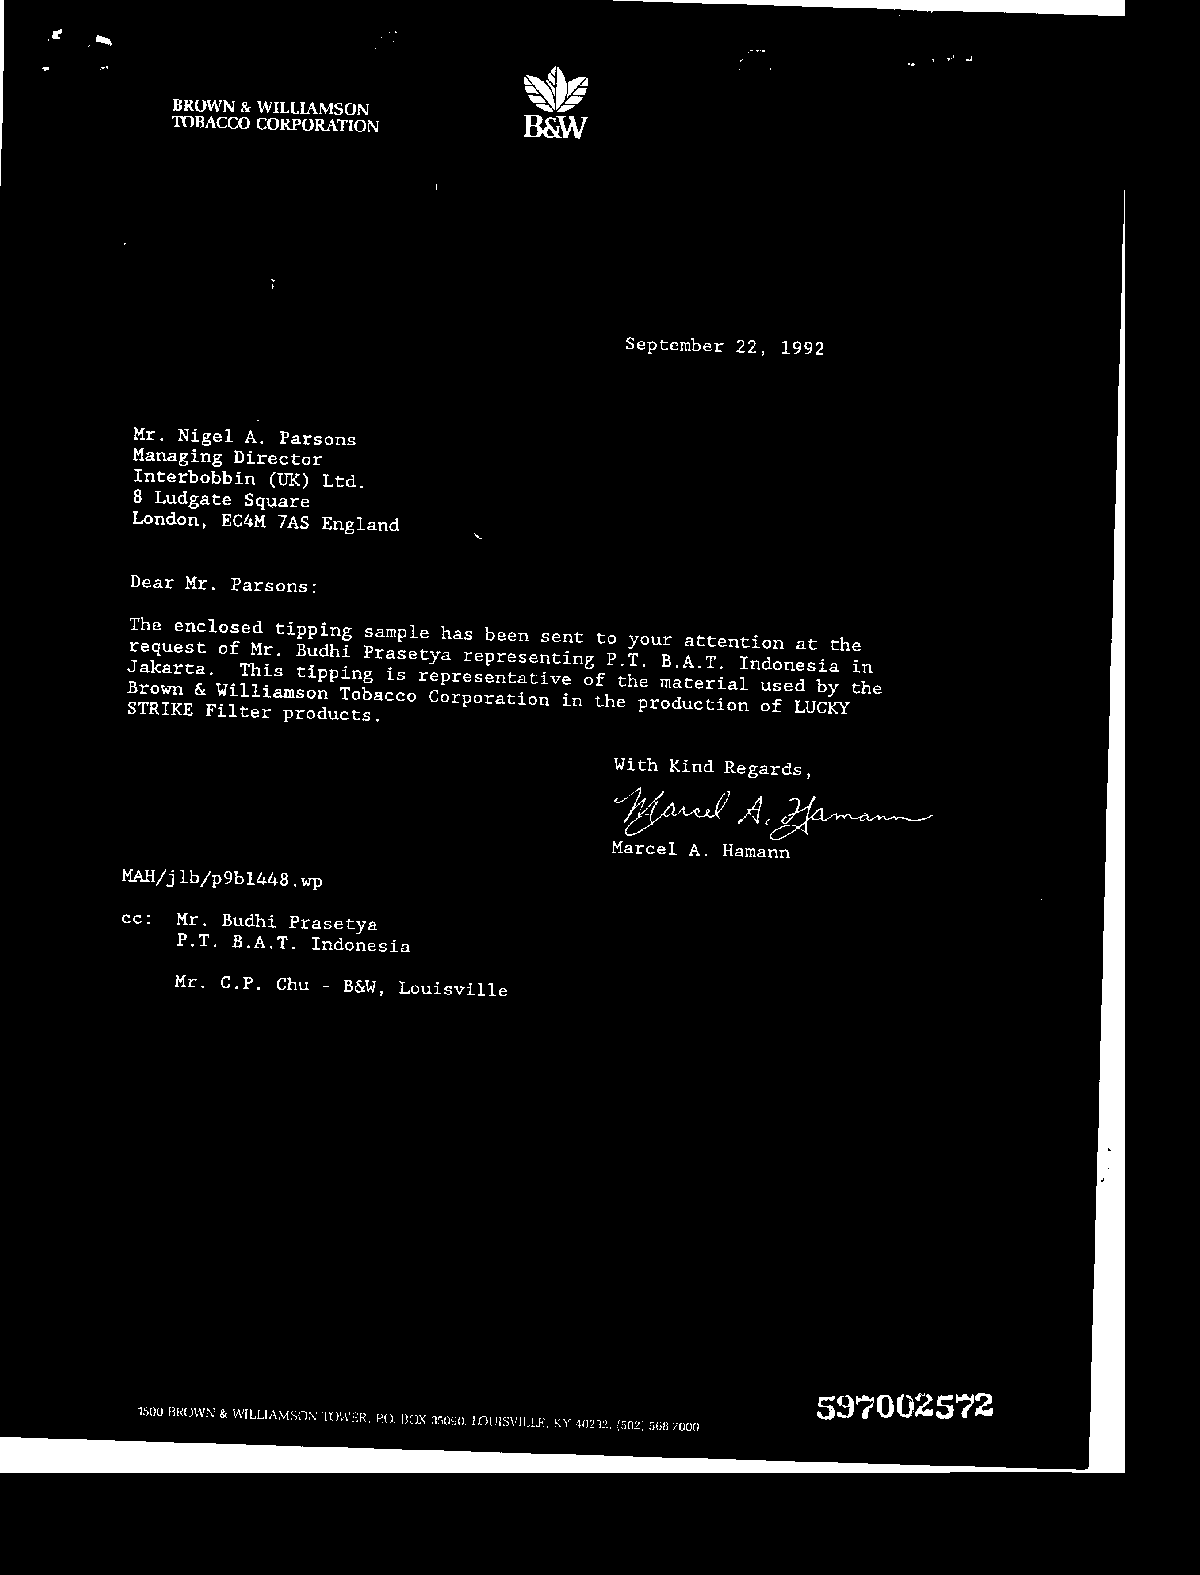 BROWN & WILLIAMSON
TOBACCO CORPORATION
B&W
September 22, 1992
Mr. Nigel A. Parsons
Managing Director
Interbobbin (UK) Ltd.
8 Ludgate Square
London, EC4M 7AS England
Dear Mr. Parsons:
The enclosed tipping sample has been sent to your attention at the
request of Mr. Budhi Prasetya representing P.T. B.A.T. Indonesia in
Jakarta. This tipping is representative of the material used by the
Brown & Williamson Tobacco Corporation in the production of LUCKY
STRIKE Filter products.
With Kind Regards,
Marcel A. Hamann
Marcel A. Hamann
MAH/jlb/p9b1448.wp
cc: Mr. Budhi Prasetya
P.T. B.A.T. Indonesia
Mr. C.P. Chu - B&W, Louisville
597002572
1500 BROWN & WILLIAMSON TOWER, P.O. BOX 35090, LOUISVILLE, KY 40232, (502) 568-7000